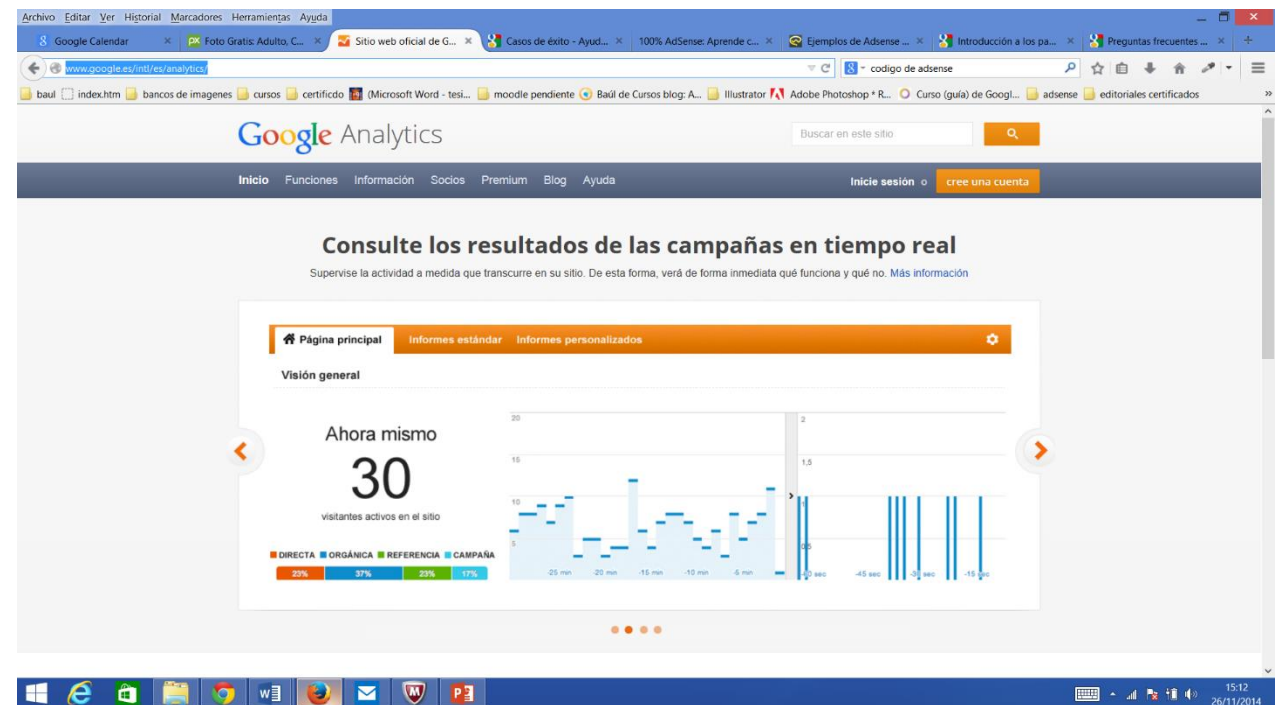 Archivo Editar Ver Historial Marcadores Herramientas Ayuda
Google Calendar × Foto Gratis: Adulto, C... × Sitio web oficial de G... × Casos de éxito - Ayud... × 100% AdSense: Aprende c... × Ejemplos de Adsense ... × Introducción a los pa... × Preguntas frecuentes ... × +
www.google.es/intl/es/analytics/ codigo de adsense
baul index.htm bancos de imagenes cursos certificdo (Microsoft Word - tesi... moodle pendiente Baúl de Cursos blog: A... Illustrator Adobe Photoshop * R... Curso (guía) de Googl... adsense editoriales certificados »
Google Analytics Buscar en este sitio
Inicio Funciones Información Socios Premium Blog Ayuda Inicie sesión o cree una cuenta
Consulte los resultados de las campañas en tiempo real
Supervise la actividad a medida que transcurre en su sitio. De esta forma, verá de forma inmediata qué funciona y qué no. Más información
Página principal Informes estándar Informes personalizados
Visión general
20 2
Ahora mismo
15 1,5
30
10 1
visitantes activos en el sitio
5 0,5
DIRECTA ORGÁNICA REFERENCIA CAMPAÑA
23% 37% 23% 17%
-25 min -20 min -15 min -10 min -5 min -60 sec -45 sec -30 sec -15 sec
15:12
26/11/2014